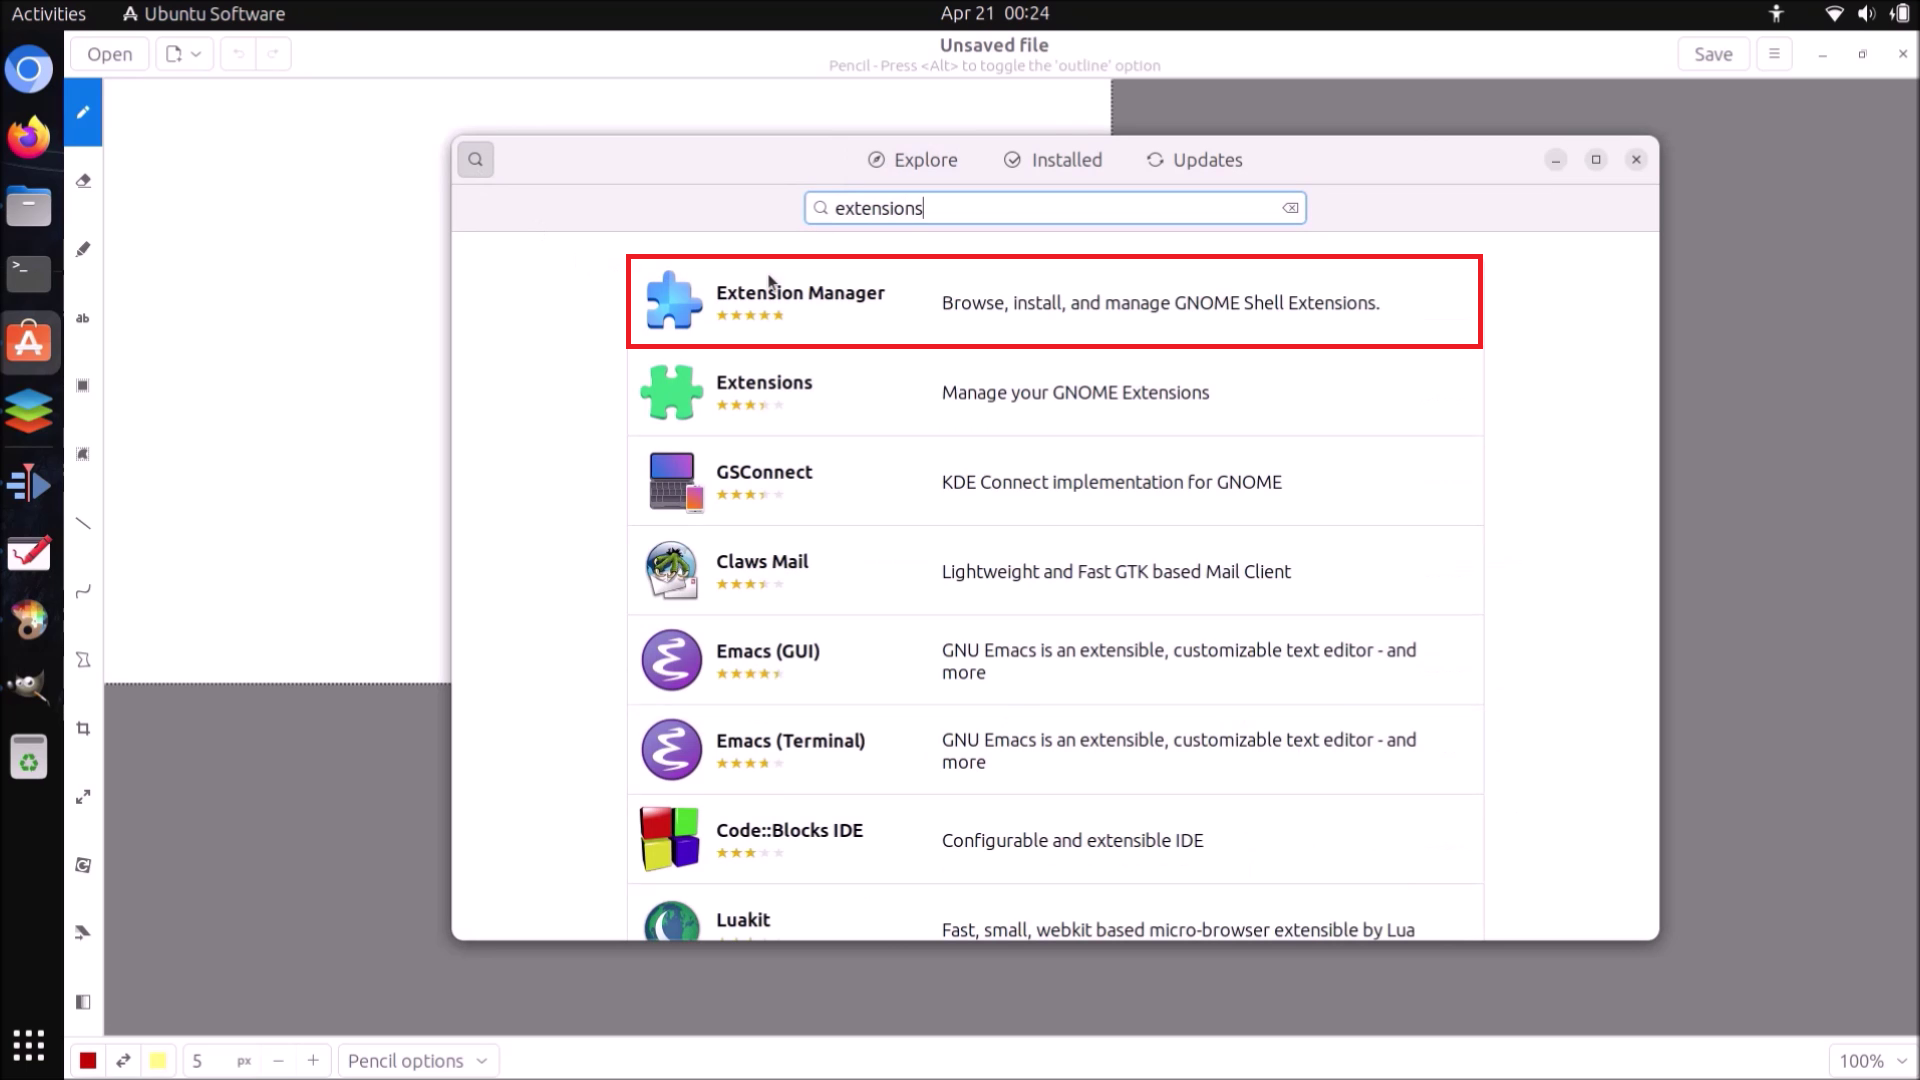 Activities
Ubuntu Software
Apr 21 00:24
Open
Unsaved file
Pencil - Press <Alt> to toggle the 'outline' option
Save
Explore
Installed
Updates
extensions
Extension Manager
Browse, install, and manage GNOME Shell Extensions.
Extensions
Manage your GNOME Extensions
GSConnect
KDE Connect implementation for GNOME
Claws Mail
Lightweight and Fast GTK based Mail Client
Emacs (GUI)
GNU Emacs is an extensible, customizable text editor - and
more
Emacs (Terminal)
GNU Emacs is an extensible, customizable text editor - and
more
Code::Blocks IDE
Configurable and extensible IDE
Luakit
Fast, small, webkit based micro-browser extensible by Lua
ab
5 px − +
Pencil options
100%